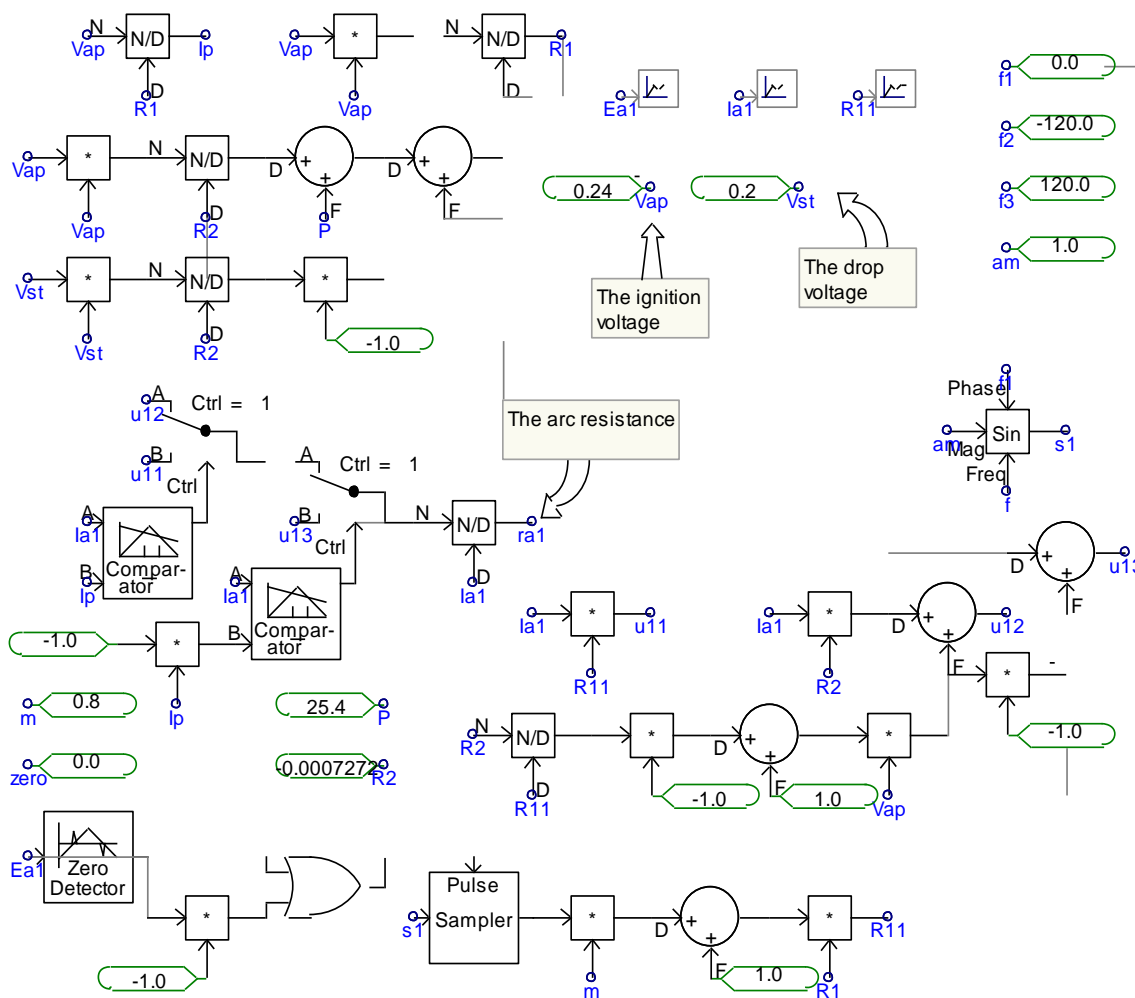 N
Vap
N/D
Ip
D
R1
Vap
*
Vap
N
N/D
R1
D
Ea1
Ia1
R11
f1
0.0
f2
-120.0
f3
120.0
am
1.0
Vap
*
N
N/D
D
+
+
D
+
+
Vap
D
R2
F
P
F
0.24
-
Vap
0.2
Vst
The ignition
voltage
The drop
voltage
Vst
*
N
N/D
*
Vst
D
R2
-1.0
A
u12
Ctrl = 1
B
u11
Ctrl
A
Ctrl = 1
B
u13
Ctrl
The arc resistance
N
N/D
ra1
D
Ia1
A
Ia1
B
Ip
Compar-
ator
A
Ia1
B
Compar-
ator
-1.0
*
Ip
f1
Phase
am
Mag
Sin
s1
Freq
f
D
+
+
u13
F
Ia1
*
u11
R11
Ia1
*
D
+
+
u12
R2
F
*
-
-1.0
m
0.8
25.4
P
zero
0.0
-0.0007272
R2
N
R2
N/D
*
D
+
+
*
D
R11
-1.0
F
1.0
Vap
Ea1
Zero
Detector
*
-1.0
s1
Pulse
Sampler
*
D
+
+
*
R11
m
F
1.0
R1